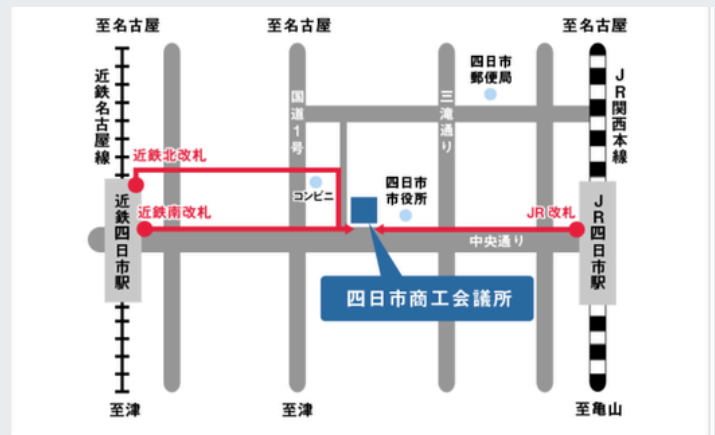 至名古屋
至名古屋
至名古屋
近鉄名古屋線
国道1号
三滝通り
四日市
郵便局
JR関西本線
近鉄北改札
コンビニ
四日市
市役所
近鉄四日市駅
近鉄南改札
JR改札
JR四日市駅
中央通り
四日市商工会議所
至津
至津
至亀山